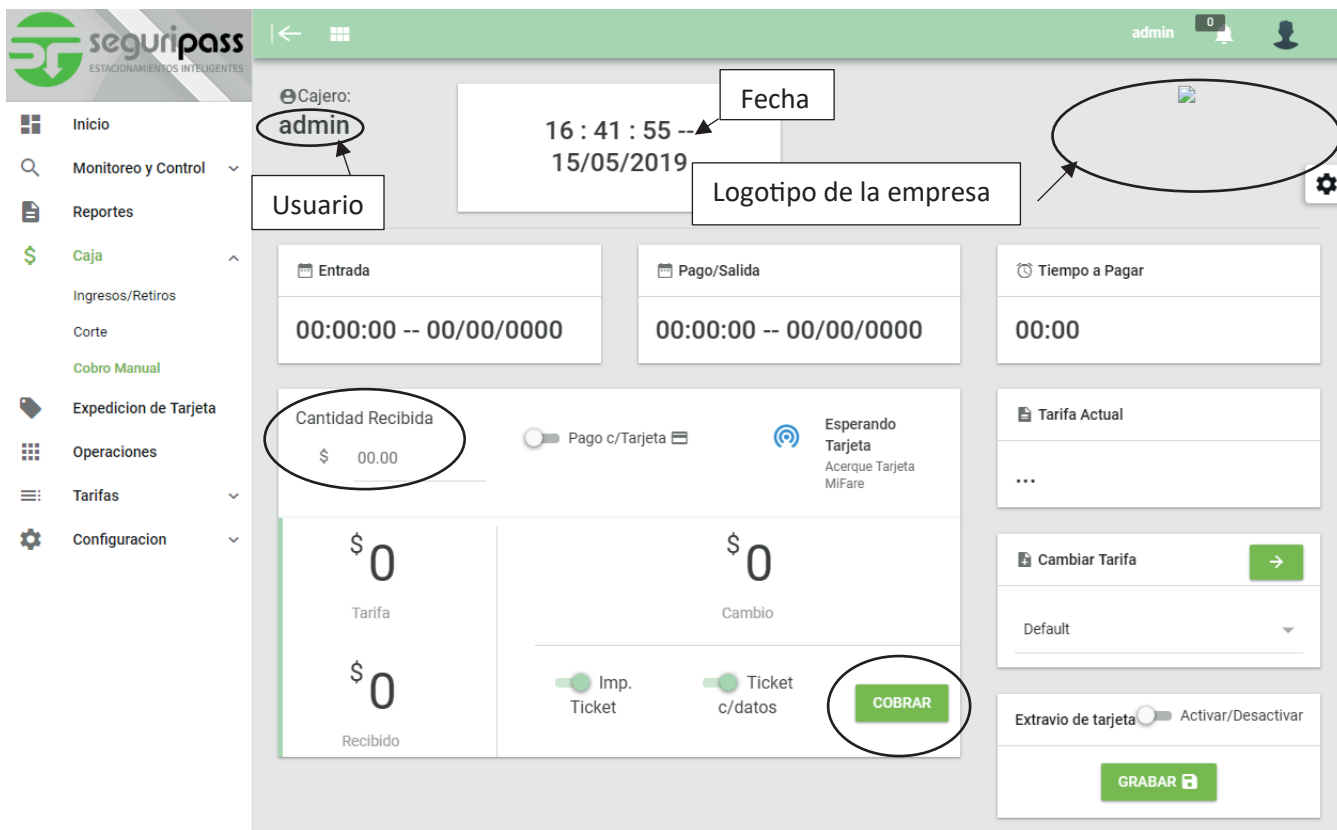 seguripass
ESTACIONAMIENTOS INTELIGENTES
admin
0
Inicio
Monitoreo y Control
Reportes
Caja
Ingresos/Retiros
Corte
Cobro Manual
Expedicion de Tarjeta
Operaciones
Tarifas
Configuracion
Cajero:
admin
Usuario
16 : 41 : 55 --
15/05/2019
Fecha
Logotipo de la empresa
Entrada
00:00:00 -- 00/00/0000
Pago/Salida
00:00:00 -- 00/00/0000
Tiempo a Pagar
00:00
Cantidad Recibida
$ 00.00
Pago c/Tarjeta
Esperando
Tarjeta
Acerque Tarjeta
MiFare
$ 0
Tarifa
$ 0
Cambio
$ 0
Recibido
Imp.
Ticket
Ticket
c/datos
COBRAR
Tarifa Actual
...
Cambiar Tarifa
Default
Extravio de tarjeta
Activar/Desactivar
GRABAR